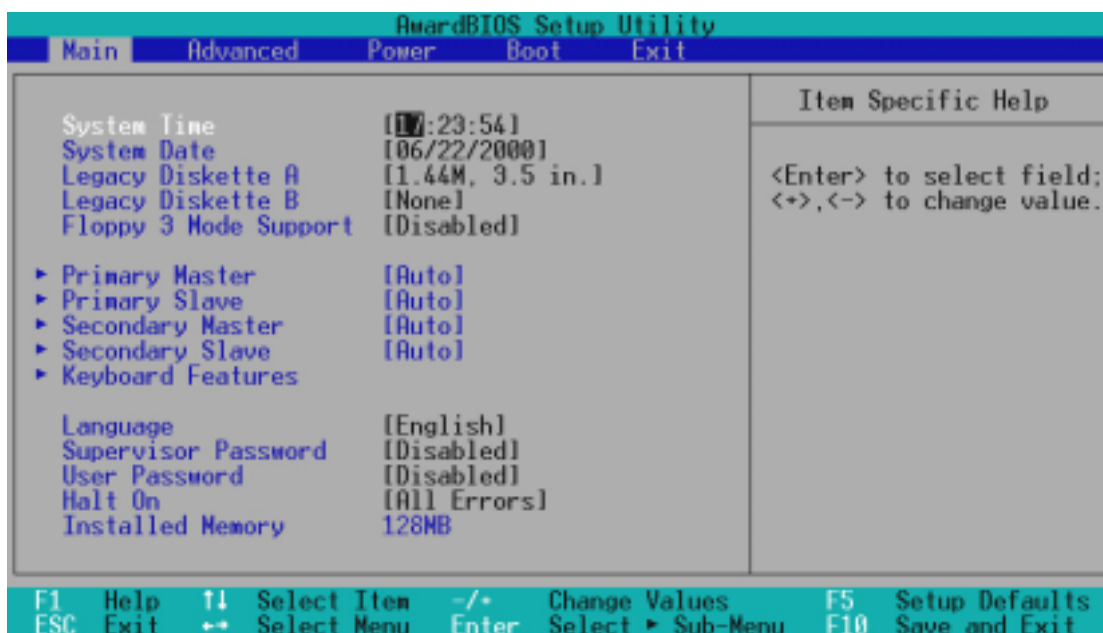 AwardBIOS Setup Utility
Main Advanced Power Boot Exit
Item Specific Help
System Time [17:23:54]
System Date [06/22/2000]
Legacy Diskette A [1.44M, 3.5 in.]
<Enter> to select field;
Legacy Diskette B [None]
<+>,<-> to change value.
Floppy 3 Mode Support [Disabled]
▶ Primary Master [Auto]
▶ Primary Slave [Auto]
▶ Secondary Master [Auto]
▶ Secondary Slave [Auto]
▶ Keyboard Features
Language [English]
Supervisor Password [Disabled]
User Password [Disabled]
Halt On [All Errors]
Installed Memory 128MB
F1 Help ↑↓ Select Item -/+ Change Values F5 Setup Defaults
ESC Exit ←→ Select Menu Enter Select ▶ Sub-Menu F10 Save and Exit